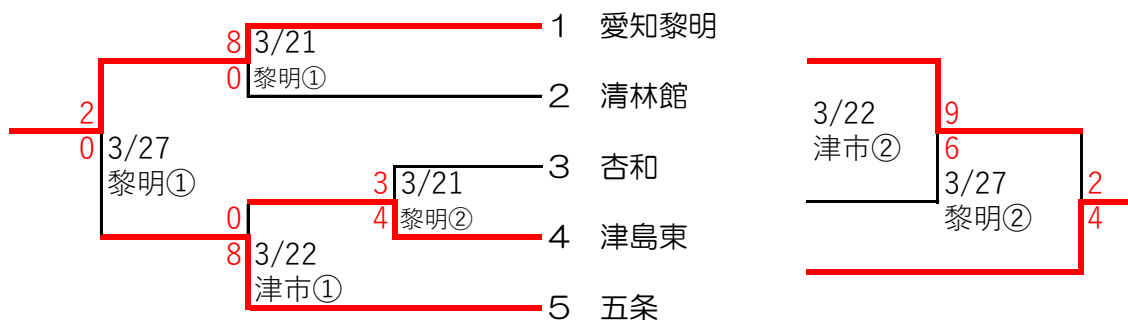 1 愛知黎明
8 3/21
0 黎明①
2 清林館
2
0 3/27
黎明①
3 杏和
3 3/21
4 黎明②
4 津島東
0
8 3/22
津市①
5 五条
3/22 9
津市② 6
3/27 2
黎明② 4